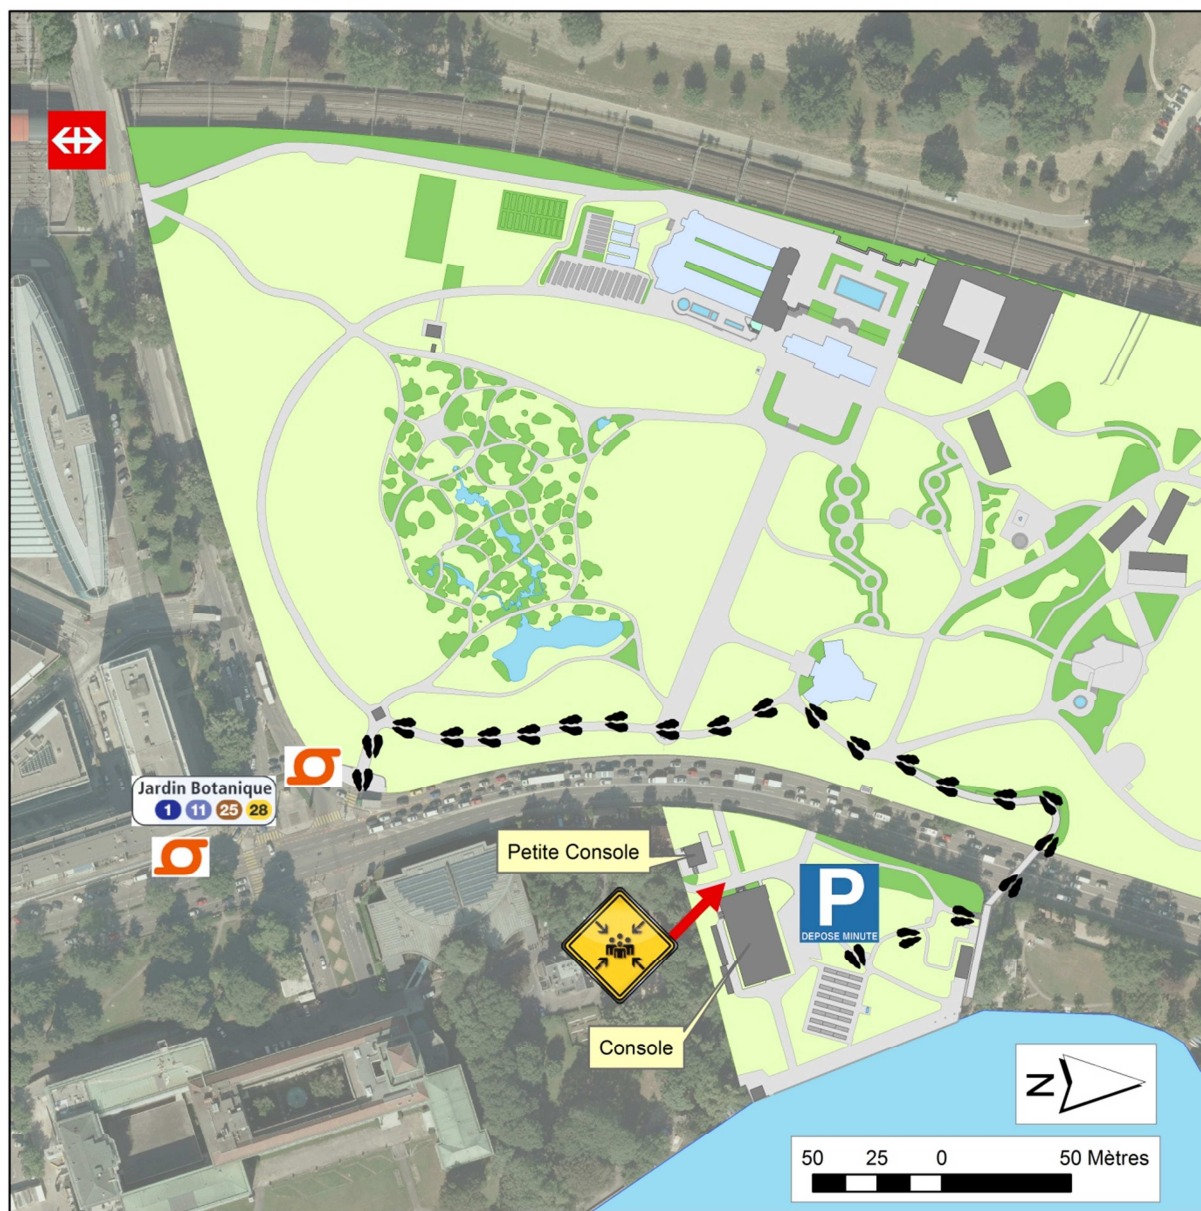 Jardin Botanique
1 11 25 28
Petite Console
P
DEPOSE MINUTE
Console
N
50 25 0 50 Mètres